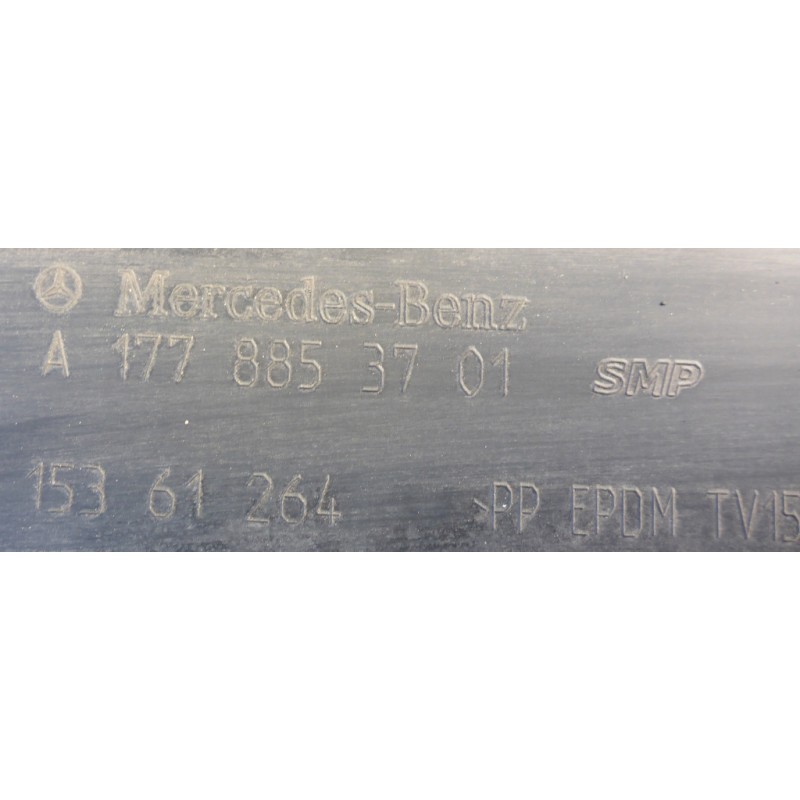 Mercedes-Benz
A 177 885 37 01 SMP
153 61 264 >PP EPDM TV15